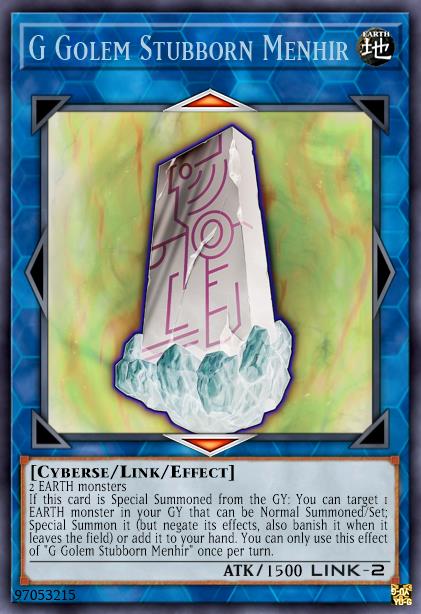 G Golem Stubborn Menhir
EARTH
地
[Cyberse/Link/Effect]
2 EARTH monsters
If this card is Special Summoned from the GY: You can target 1
EARTH monster in your GY that can be Normal Summoned/Set;
Special Summon it (but negate its effects, also banish it when it
leaves the field) or add it to your hand. You can only use this effect
of "G Golem Stubborn Menhir" once per turn.
ATK/1500 LINK-2
97053215